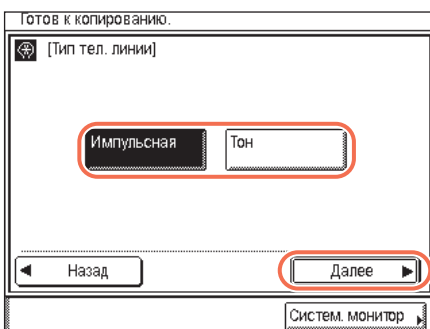 Готов к копированию.
[Тип тел. линии]
Импульсная Тон
Назад Далее
Систем. монитор